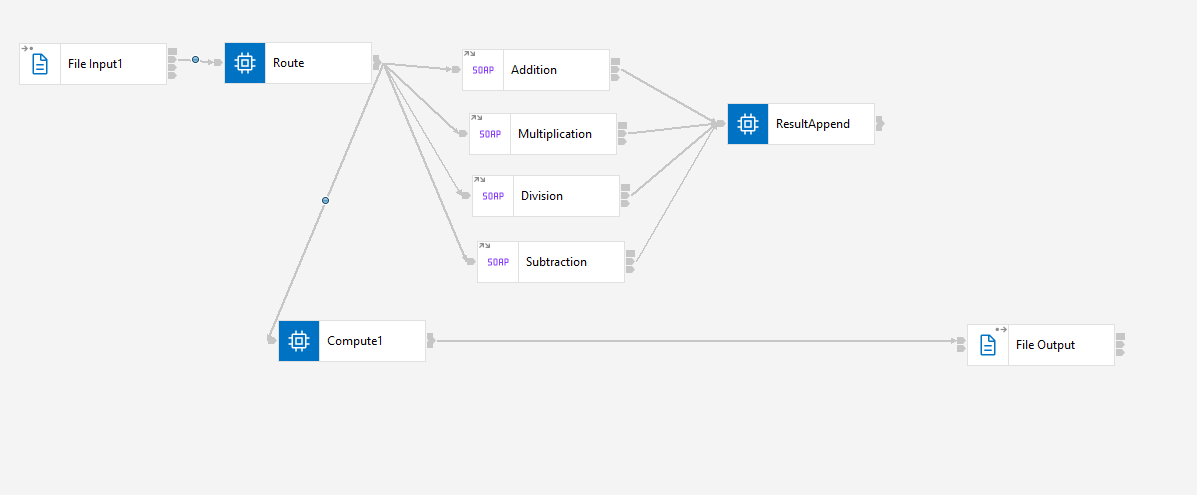 File Input1
Route
SOAP
Addition
SOAP
Multiplication
ResultAppend
SOAP
Division
SOAP
Subtraction
Compute1
File Output